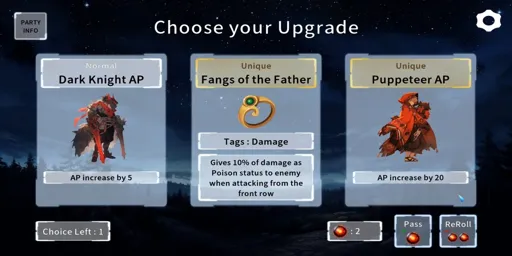 PARTY
INFO
Choose your Upgrade
Normal
Dark Knight AP
AP increase by 5
Unique
Fangs of the Father
Tags : Damage
Gives 10% of damage as
Poison status to enemy
when attacking from the
front row
Unique
Puppeteer AP
AP increase by 20
Choice Left : 1
: 2
Pass
ReRoll